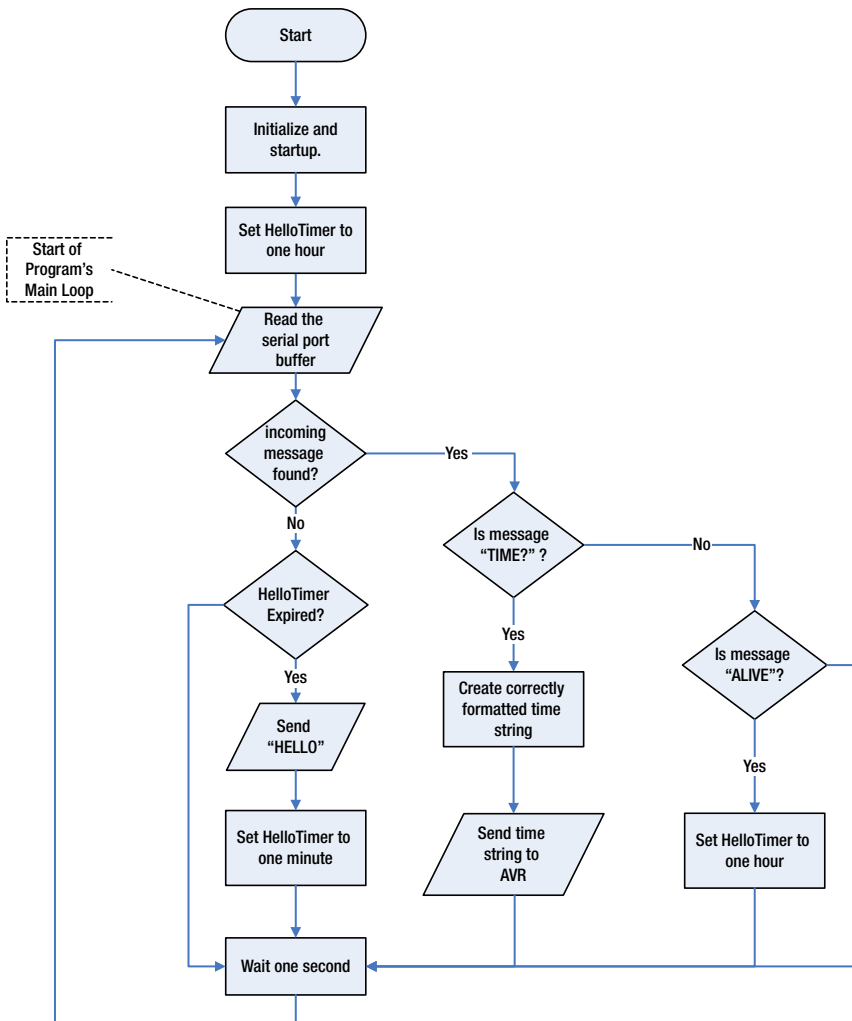 Start
Initialize and
startup.
Set HelloTimer to
one hour
Start of
Program's
Main Loop
Read the
serial port
buffer
incoming
message
found?
Yes
No
Is message
“TIME?” ?
No
HelloTimer
Expired?
Yes
Is message
“ALIVE”?
Yes
Create correctly
formatted time
string
Send
“HELLO”
Yes
Set HelloTimer to
one minute
Send time
string to
AVR
Set HelloTimer to
one hour
Wait one second